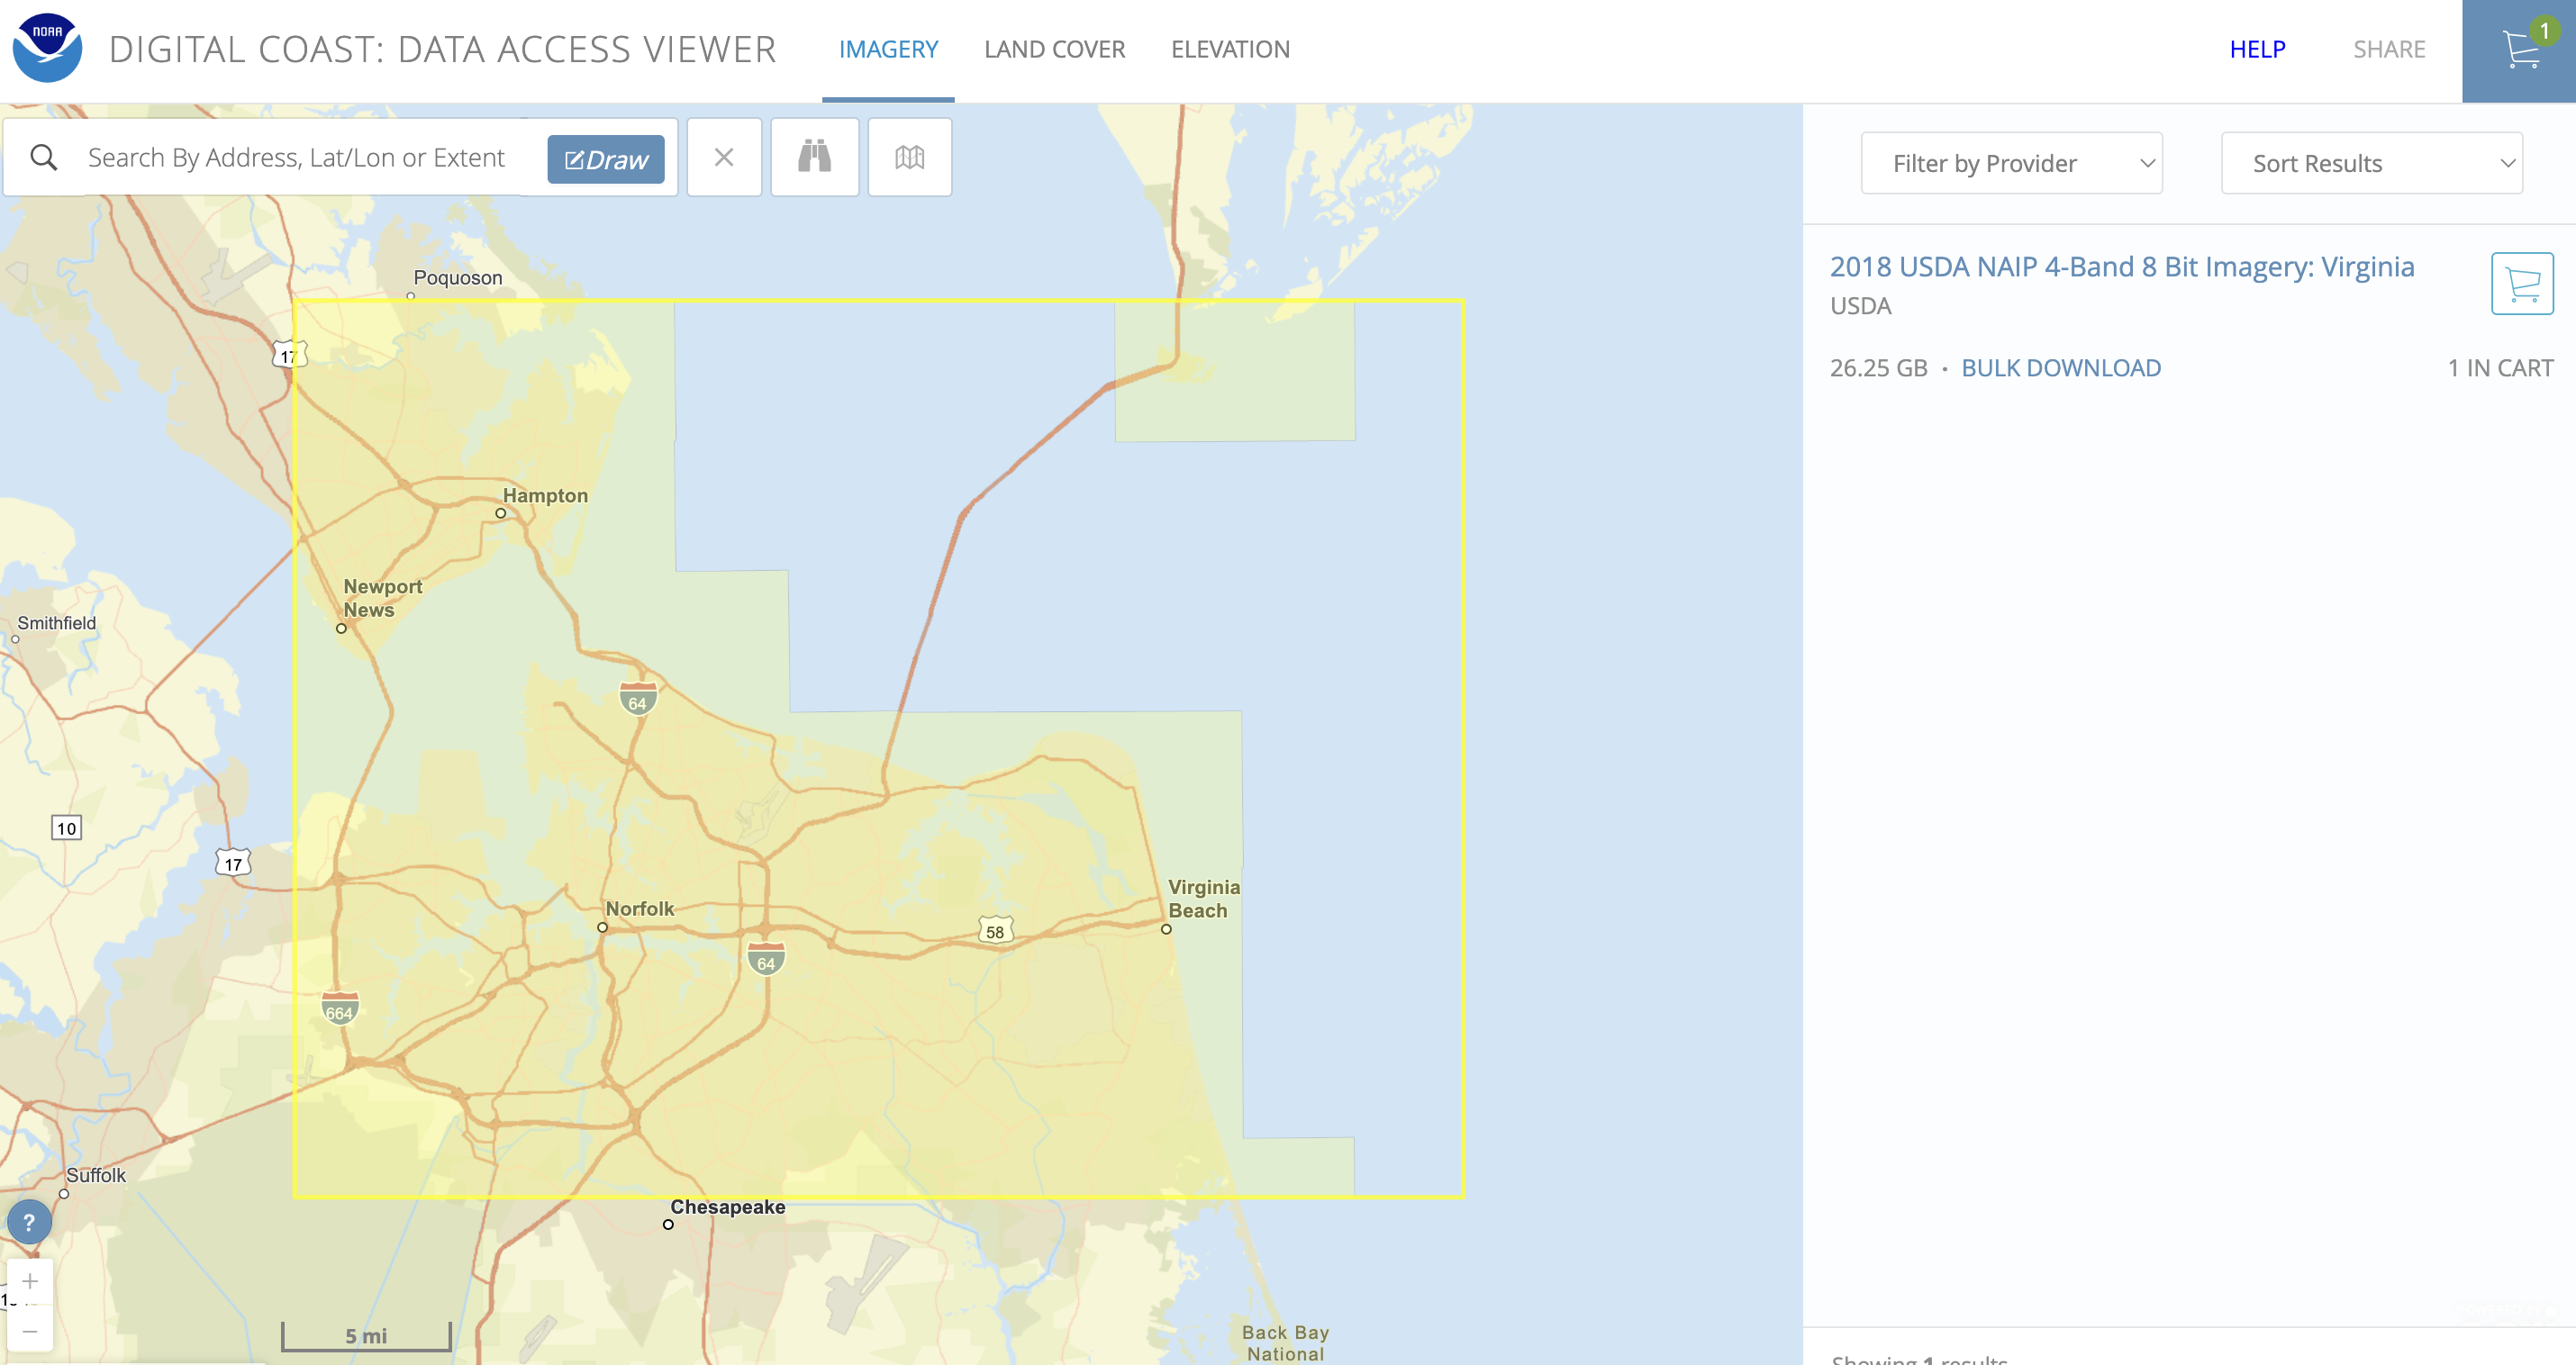 NOAA
DIGITAL COAST: DATA ACCESS VIEWER
IMAGERY
LAND COVER
ELEVATION
HELP
SHARE
1
Search By Address, Lat/Lon or Extent
Draw
Filter by Provider
Sort Results
2018 USDA NAIP 4-Band 8 Bit Imagery: Virginia
USDA
26.25 GB • BULK DOWNLOAD
1 IN CART
Poquoson
17
Hampton
Newport
News
Smithfield
64
10
17
Virginia
Beach
Norfolk
58
64
664
Suffolk
Chesapeake
?
+
−
5 mi
Back Bay
National
Showing 1 results